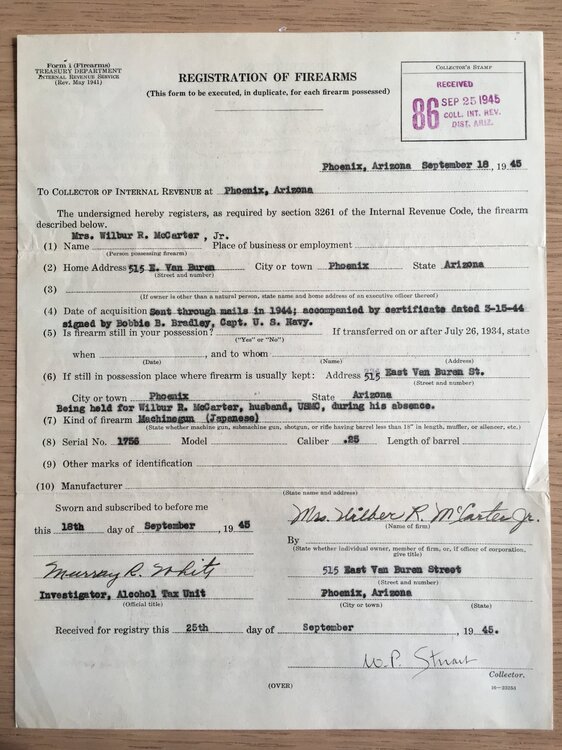 Form 1 (Firearms)
TREASURY DEPARTMENT
INTERNAL REVENUE SERVICE
(Rev. May 1941)
REGISTRATION OF FIREARMS
(This form to be executed, in duplicate, for each firearm possessed)
COLLECTOR'S STAMP
RECEIVED
86 SEP 25 1945
COLL. INT. REV.
DIST. ARIZ.
Phoenix, Arizona September 18, 1945
TO COLLECTOR OF INTERNAL REVENUE at Phoenix, Arizona
The undersigned hereby registers, as required by section 3261 of the Internal Revenue Code, the firearm
described below.
Mrs. Wilbur R. McCarter, Jr.
(1) Name Place of business or employment
(Person possessing firearm)
(2) Home Address 515 E. Van Buren City or town Phoenix State Arizona
(Street and number)
(3)
(If owner is other than a natural person, state name and home address of an executive officer thereof)
(4) Date of acquisition Sent through mails in 1944; accompanied by certificate dated 3-15-44
signed by Bobbie B. Bradley, Capt. U. S. Navy.
(5) Is firearm still in your possession? If transferred on or after July 26, 1934, state
("Yes" or "No")
when , and to whom
(Date) (Name) (Address)
(6) If still in possession place where firearm is usually kept: Address 515 East Van Buren St.
(Street and number)
City or town Phoenix State Arizona
Being held for Wilbur R. McCarter, husband, USMC, during his absence.
(7) Kind of firearm Machinegun (Japanese)
(State whether machine gun, submachine gun, shotgun, or rifle having barrel less than 18" in length, muffler, or silencer, etc.)
(8) Serial No. 1756 Model Caliber .25 Length of barrel
(9) Other marks of identification
(10) Manufacturer
(State name and address)
Sworn and subscribed to before me
this 18th day of September, 1945
Mrs. Wilber R. McCarter Jr.
(Name of firm)
By
(State whether individual owner, member of firm, or, if officer of corporation,
give title)
Murray R. White
515 East Van Buren Street
(Street and number)
Investigator, Alcohol Tax Unit
(Official title)
Phoenix, Arizona
(City or town) (State)
Received for registry this 25th day of September, 1945.
W. P. Stuart
Collector.
(OVER)